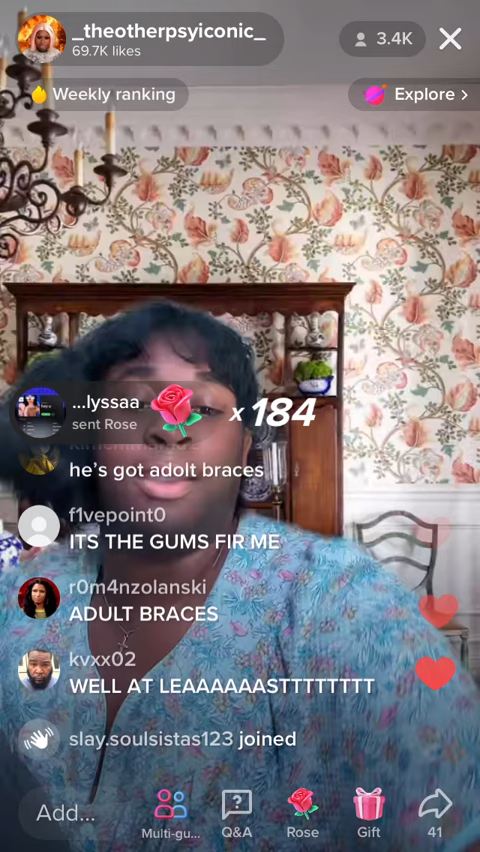 _theotherpsyiconic_
69.7K likes
3.4K
Weekly ranking
Explore >
...lyssaa
sent Rose
x 184
he's got adolt braces
f1vepoint0
ITS THE GUMS FIR ME
r0m4nzolanski
ADULT BRACES
kvxx02
WELL AT LEAAAAAASTTTTTTTT
slay.soulsistas123 joined
Add...
Multi-gu...
Q&A
Rose
Gift
41